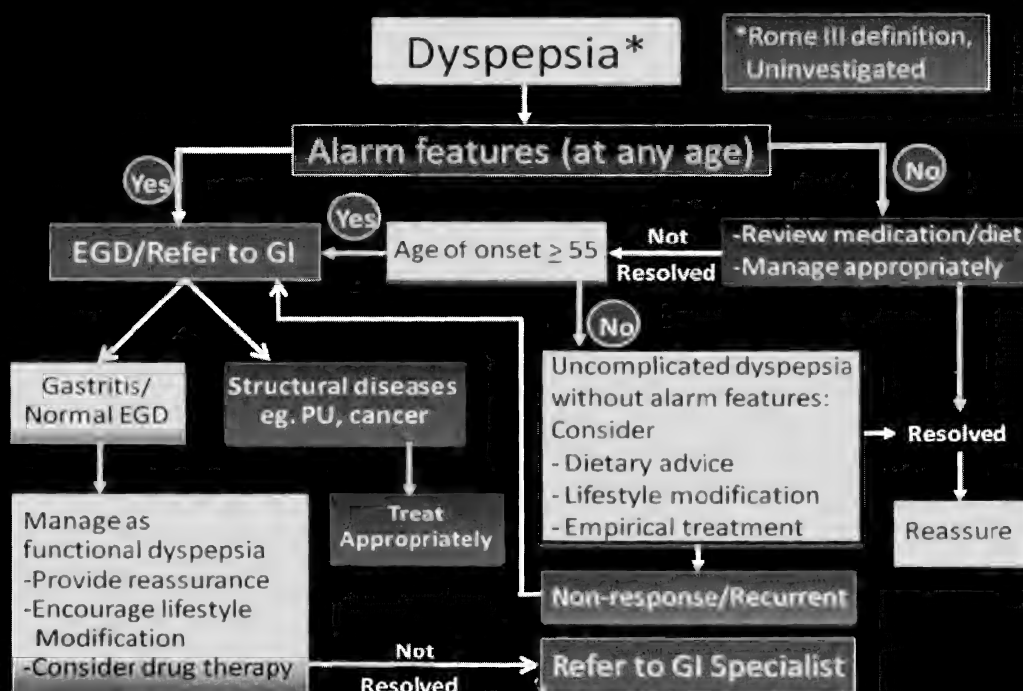 Dyspepsia*
*Rome III definition,
Uninvestigated
Alarm features (at any age)
Yes
No
EGD/Refer to GI
Yes
Age of onset ≥ 55
Not
Resolved
-Review medication/diet
-Manage appropriately
No
Gastritis/
Normal EGD
Structural diseases
eg. PU, cancer
Uncomplicated dyspepsia
without alarm features:
Consider
- Dietary advice
- Lifestyle modification
- Empirical treatment
Resolved
Manage as
functional dyspepsia
-Provide reassurance
-Encourage lifestyle
Modification
-Consider drug therapy
Treat
Appropriately
Reassure
Non-response/Recurrent
Not
Resolved
Refer to GI Specialist